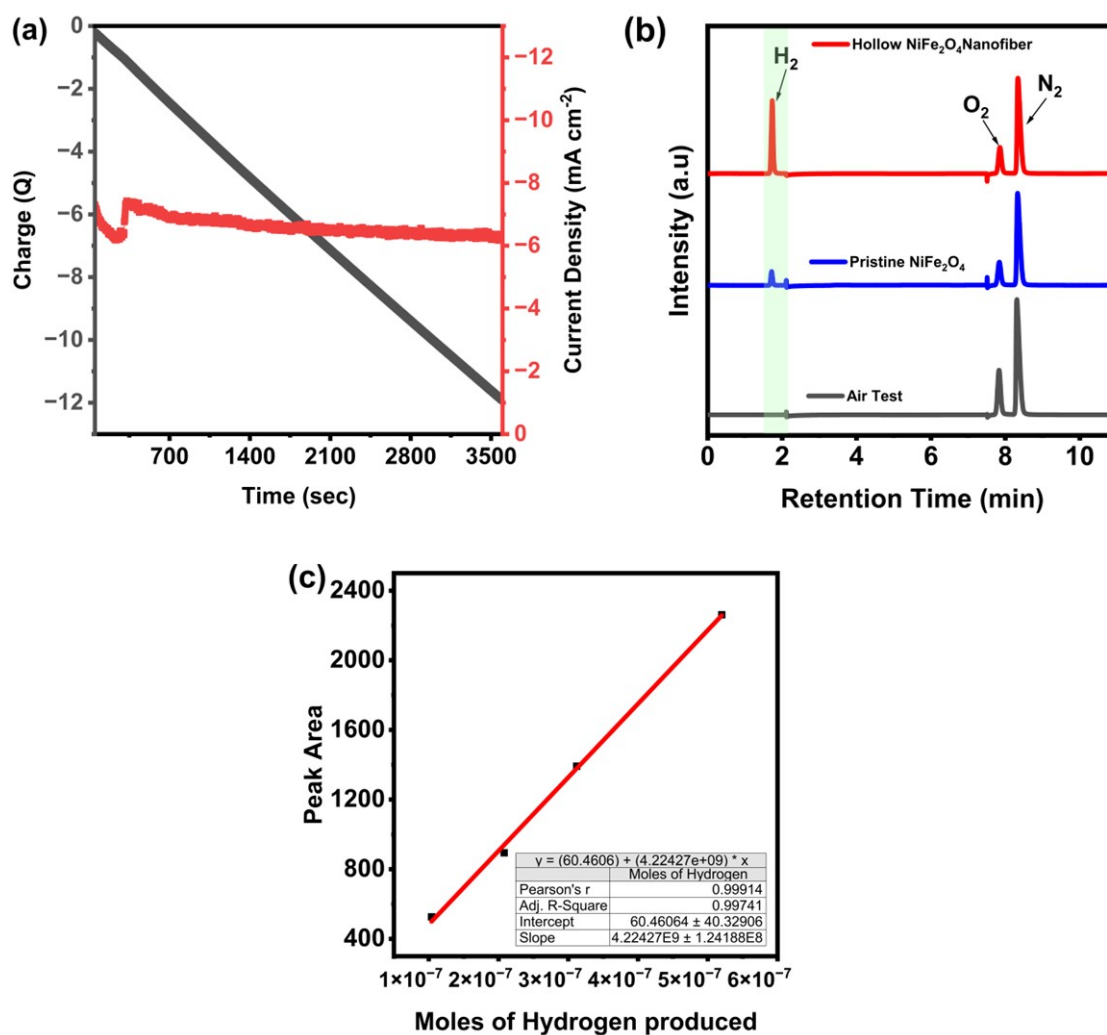 (a)
0
−2
−4
−6
−8
−10
−12
Charge (Q)
−12
−10
−8
−6
−4
−2
0
Current Density (mA cm⁻²)
700 1400 2100 2800 3500
Time (sec)
(b)
Hollow NiFe₂O₄Nanofiber
H₂
O₂
N₂
Pristine NiFe₂O₄
Air Test
Intensity (a.u)
0 2 4 6 8 10
Retention Time (min)
(c)
2400
2000
1600
1200
800
400
Peak Area
y = (60.4606) + (4.22427e+09) * x
Moles of Hydrogen
Pearson's r 0.99914
Adj. R-Square 0.99741
Intercept 60.46064 ± 40.32906
Slope 4.22427E9 ± 1.24188E8
1×10⁻⁷ 2×10⁻⁷ 3×10⁻⁷ 4×10⁻⁷ 5×10⁻⁷ 6×10⁻⁷
Moles of Hydrogen produced